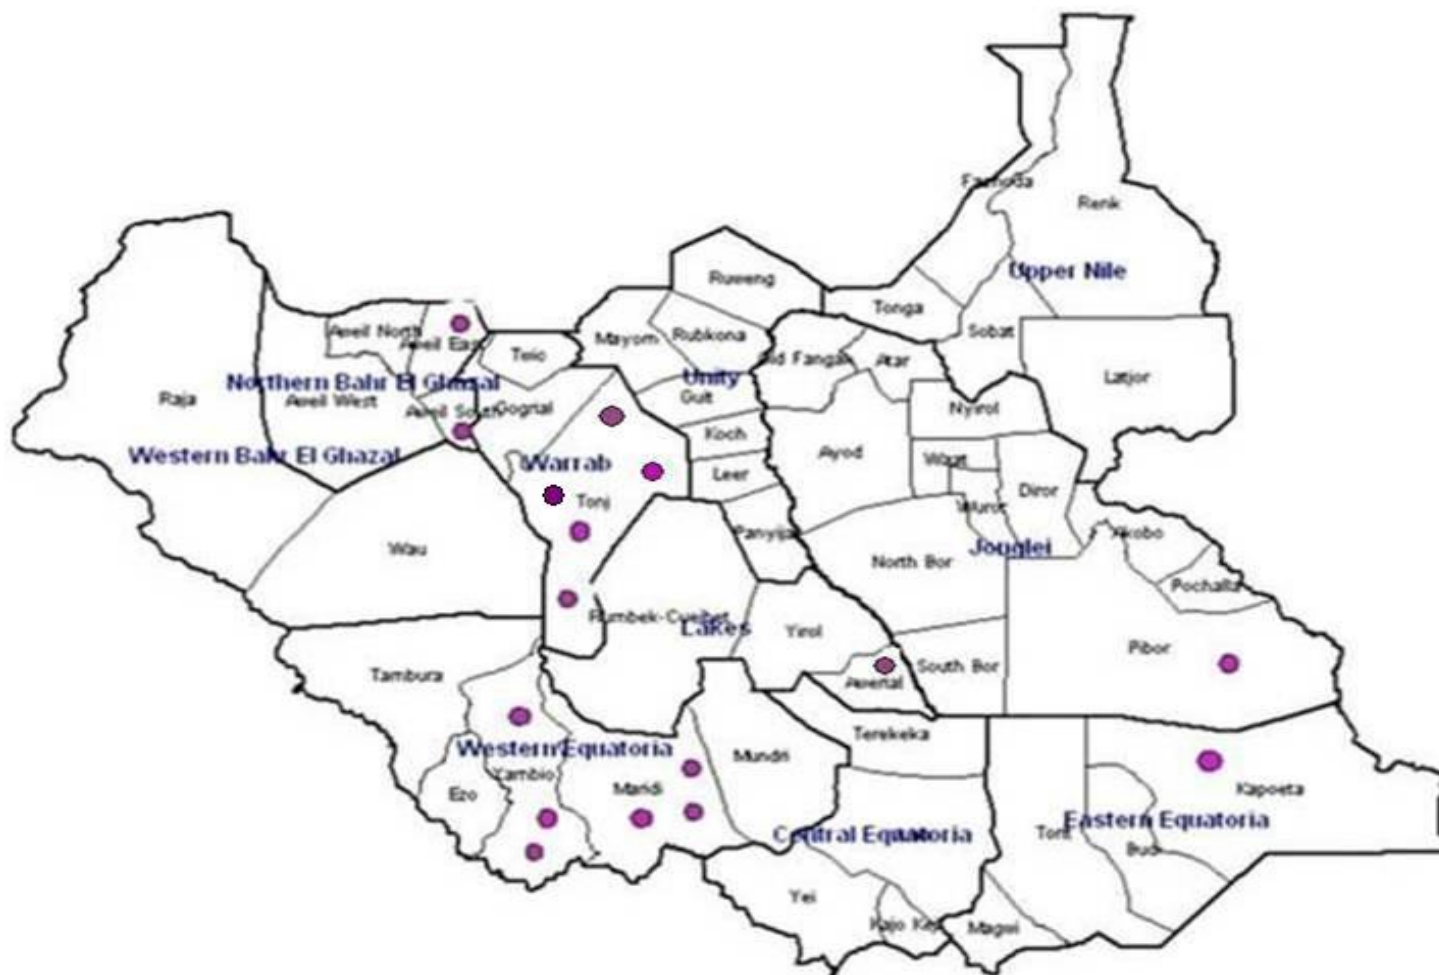 Fashoda
Renk
Upper Nile
Ruweng
Tonga
Sobat
Aweil North
Aweil East
Twic
Mayom
Rubkona
Old Fangak
Atar
Latjor
Northern Bahr El Ghazal
Unity
Raja
Aweil West
Aweil South
Gogrial
Guit
Nyirol
Koch
Western Bahr El Ghazal
Warrab
Ayod
Waat
Leer
Tonj
Diror
Wuror
Panyijar
Akobo
Wau
Jonglei
North Bor
Pochalla
Rumbek-Cueibet
Lakes
Yirol
Pibor
Tambura
South Bor
Awerial
Western Equatoria
Terekeka
Mundri
Yambio
Ezo
Maridi
Kapoeta
Central Equatoria
Eastern Equatoria
Torit
Budi
Yei
Kajo Keji
Magwi